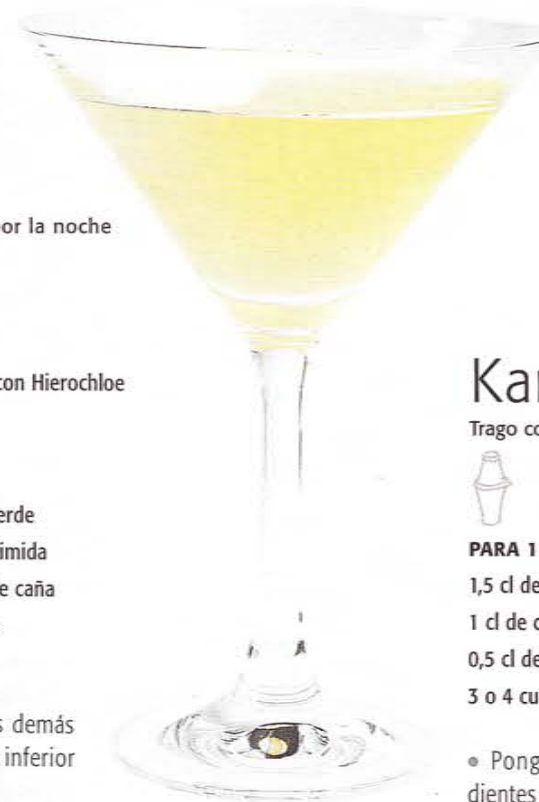 or la noche
con Hierochloe
erde
imida
e caña
s demás
inferior
Kar
Trago co
PARA 1
1,5 cl de
1 cl de c
0,5 cl de
3 o 4 cu
• Pong
dientes